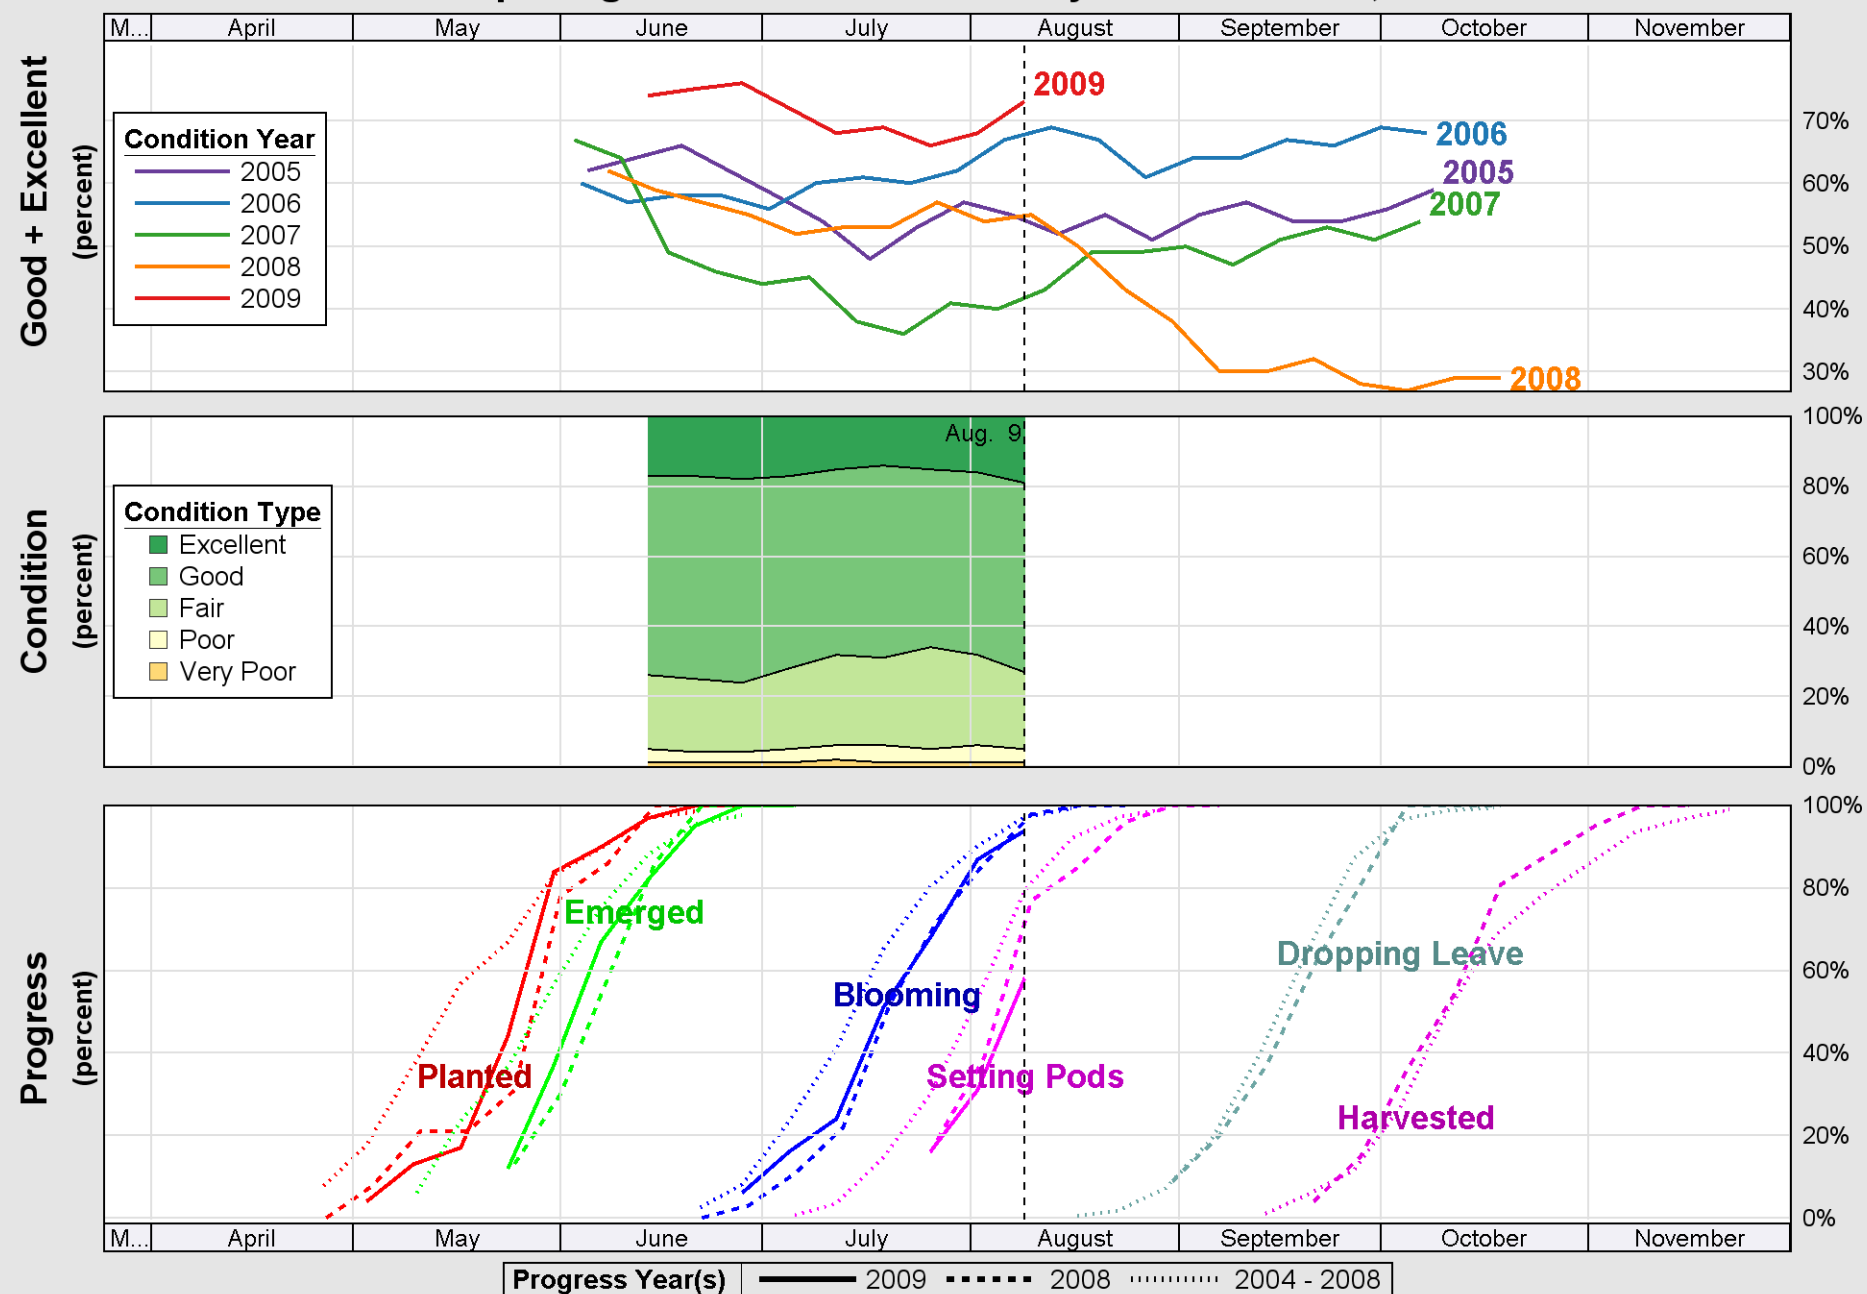 M... April May June July August September October November
Good + Excellent
(percent)
Condition Year
2005
2006
2007
2008
2009
2009
2006
2005
2007
2008
70%
60%
50%
40%
30%
Condition
(percent)
Aug. 9
Condition Type
Excellent
Good
Fair
Poor
Very Poor
100%
80%
60%
40%
20%
0%
Progress
(percent)
Planted
Emerged
Blooming
Setting Pods
Dropping Leave
Harvested
100%
80%
60%
40%
20%
0%
M... April May June July August September October November
Progress Year(s) 2009 2008 2004 - 2008